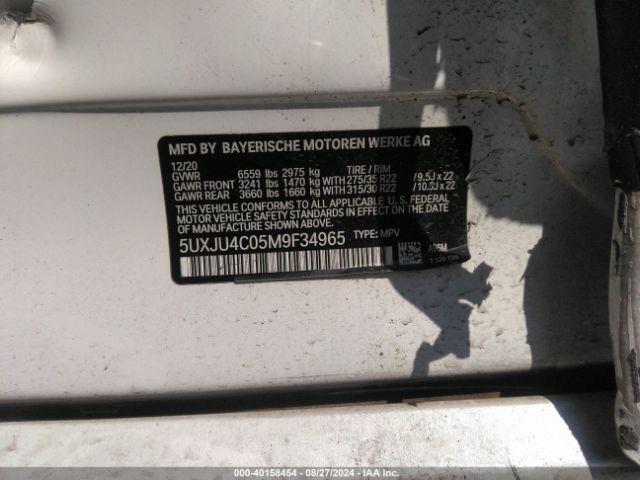 MFD BY BAYERISCHE MOTOREN WERKE AG
12/20
GVWR 6559 lbs 2975 kg TIRE / RIM
GAWR FRONT 3241 lbs 1470 kg WITH 275/35 R22 / 9.5J x 22
GAWR REAR 3660 lbs 1660 kg WITH 315/30 R22 / 10.5J x 22
THIS VEHICLE CONFORMS TO ALL APPLICABLE FEDERAL MOTOR
VEHICLE SAFETY STANDARDS IN EFFECT ON THE DATE
OF MANUFACTURE SHOWN ABOVE.
5UXJU4C05M9F34965 TYPE: MPV
000-40158454 - 08/27/2024 - IAA Inc.